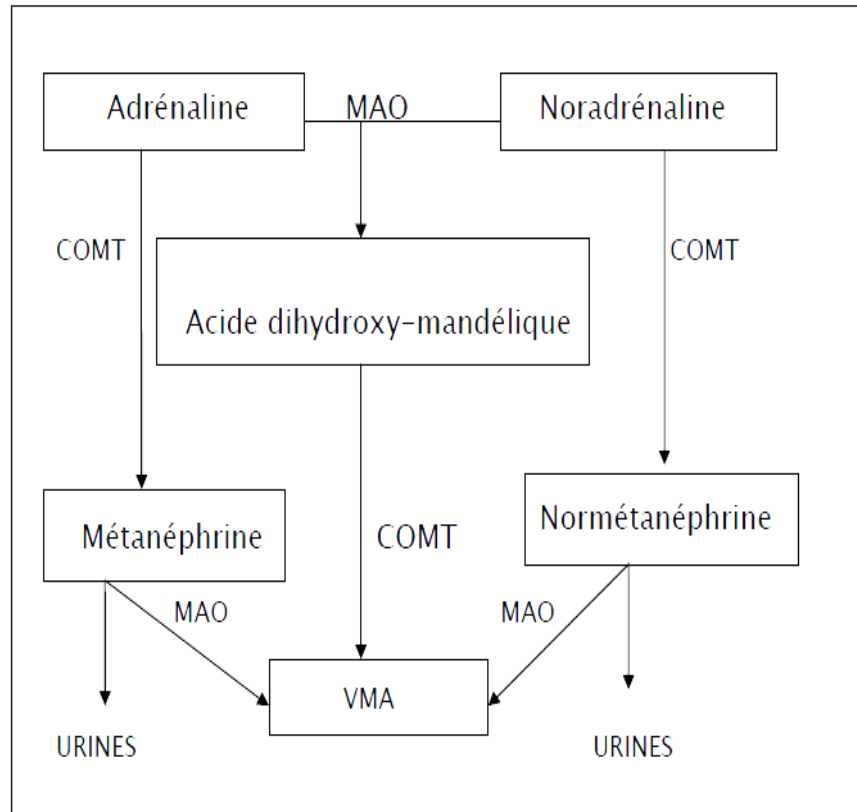 Adrénaline
MAO
Noradrénaline
COMT
COMT
Acide dihydroxy-mandélique
Métanéphrine
COMT
Normétanéphrine
MAO
MAO
VMA
URINES
URINES